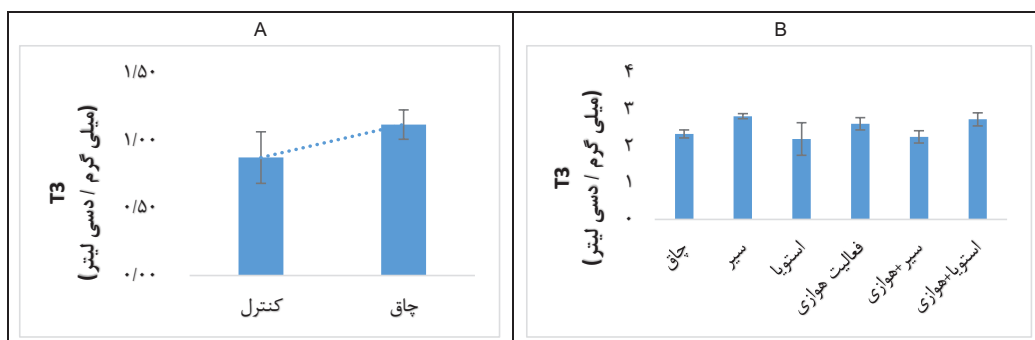 A
۱/۵۰
۱/۰۰
۰/۵۰
۰/۰۰
T3
(میلی گرم / دسی لیتر)
کنترل
چاق
B
۴
۳
۲
۱
۰
T3
(میلی گرم / دسی لیتر)
چاق
سیر
استویا
فعالیت هوازی
سیر+هوازی
استویا+هوازی